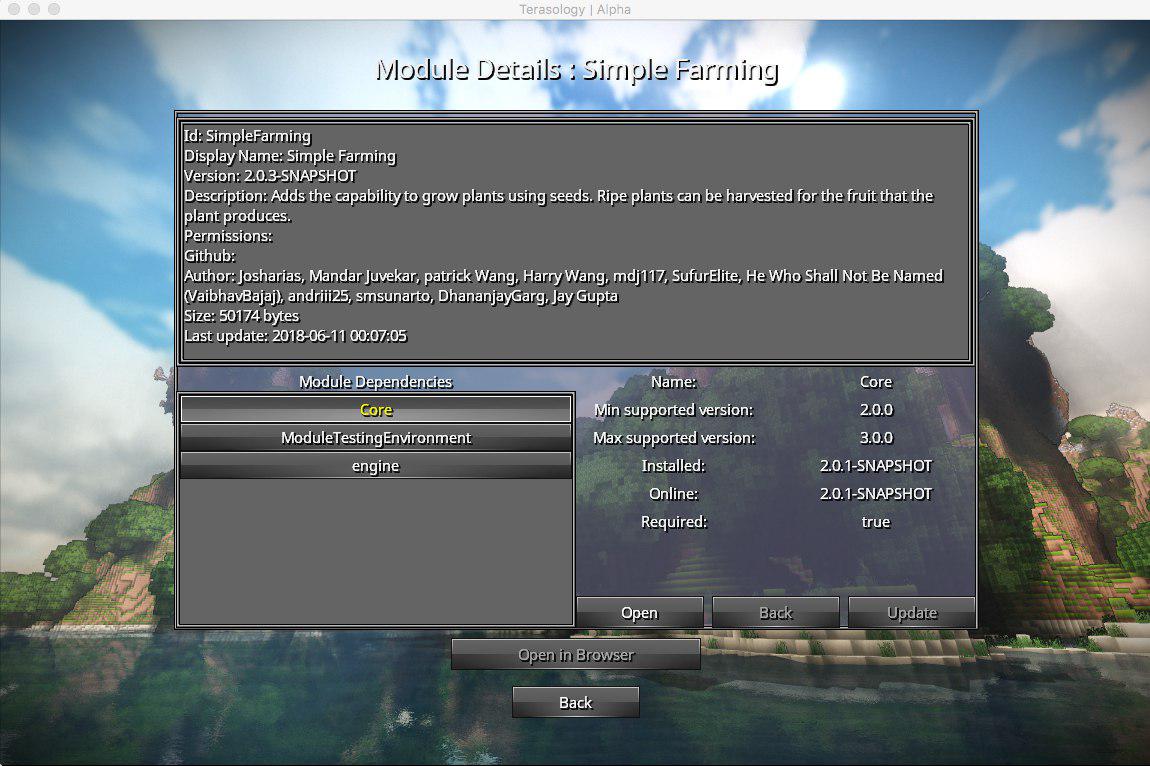 Terasology | Alpha
Module Details : Simple Farming
Id: SimpleFarming
Display Name: Simple Farming
Version: 2.0.3-SNAPSHOT
Description: Adds the capability to grow plants using seeds. Ripe plants can be harvested for the fruit that the
plant produces.
Permissions:
Github:
Author: Josharias, Mandar Juvekar, patrick Wang, Harry Wang, mdj117, SufurElite, He Who Shall Not Be Named
(VaibhavBajaj), andriii25, smsunarto, DhananjayGarg, Jay Gupta
Size: 50174 bytes
Last update: 2018-06-11 00:07:05
Module Dependencies
Core
ModuleTestingEnvironment
engine
Name: Core
Min supported version: 2.0.0
Max supported version: 3.0.0
Installed: 2.0.1-SNAPSHOT
Online: 2.0.1-SNAPSHOT
Required: true
Open Back Update
Open in Browser
Back